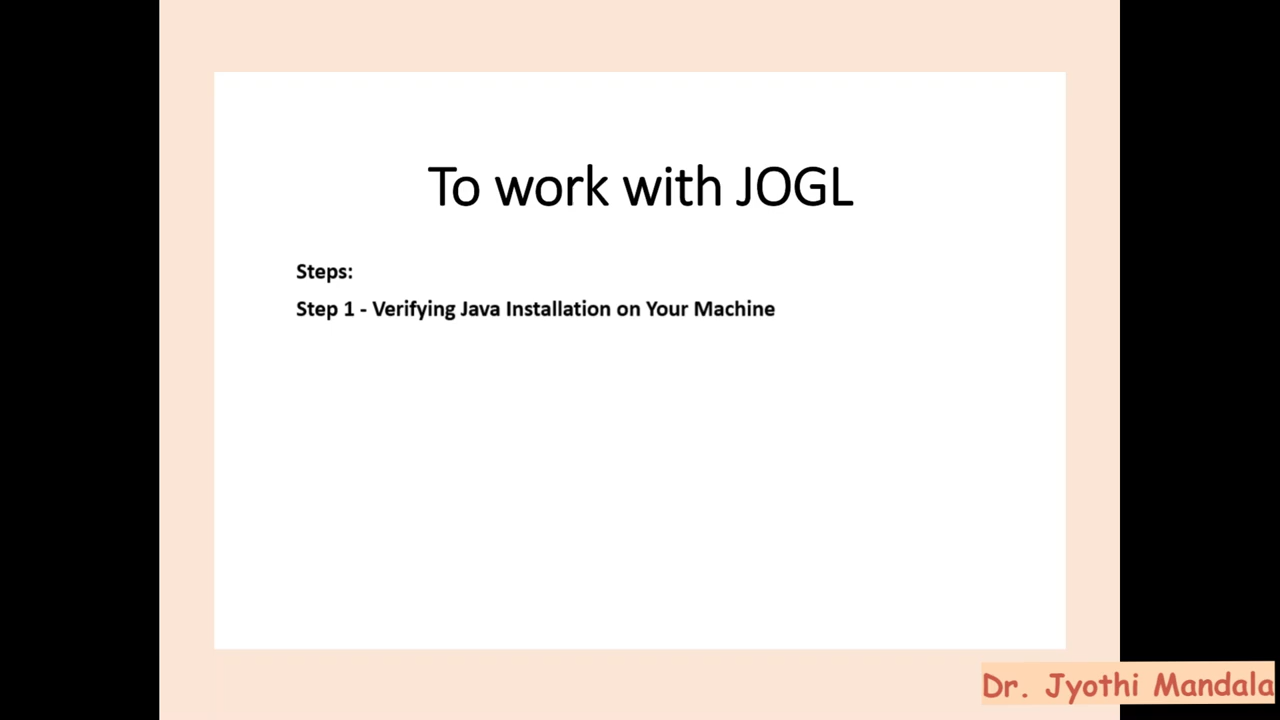 To work with JOGL
Steps:
Step 1 - Verifying Java Installation on Your Machine
Dr. Jyothi Mandala